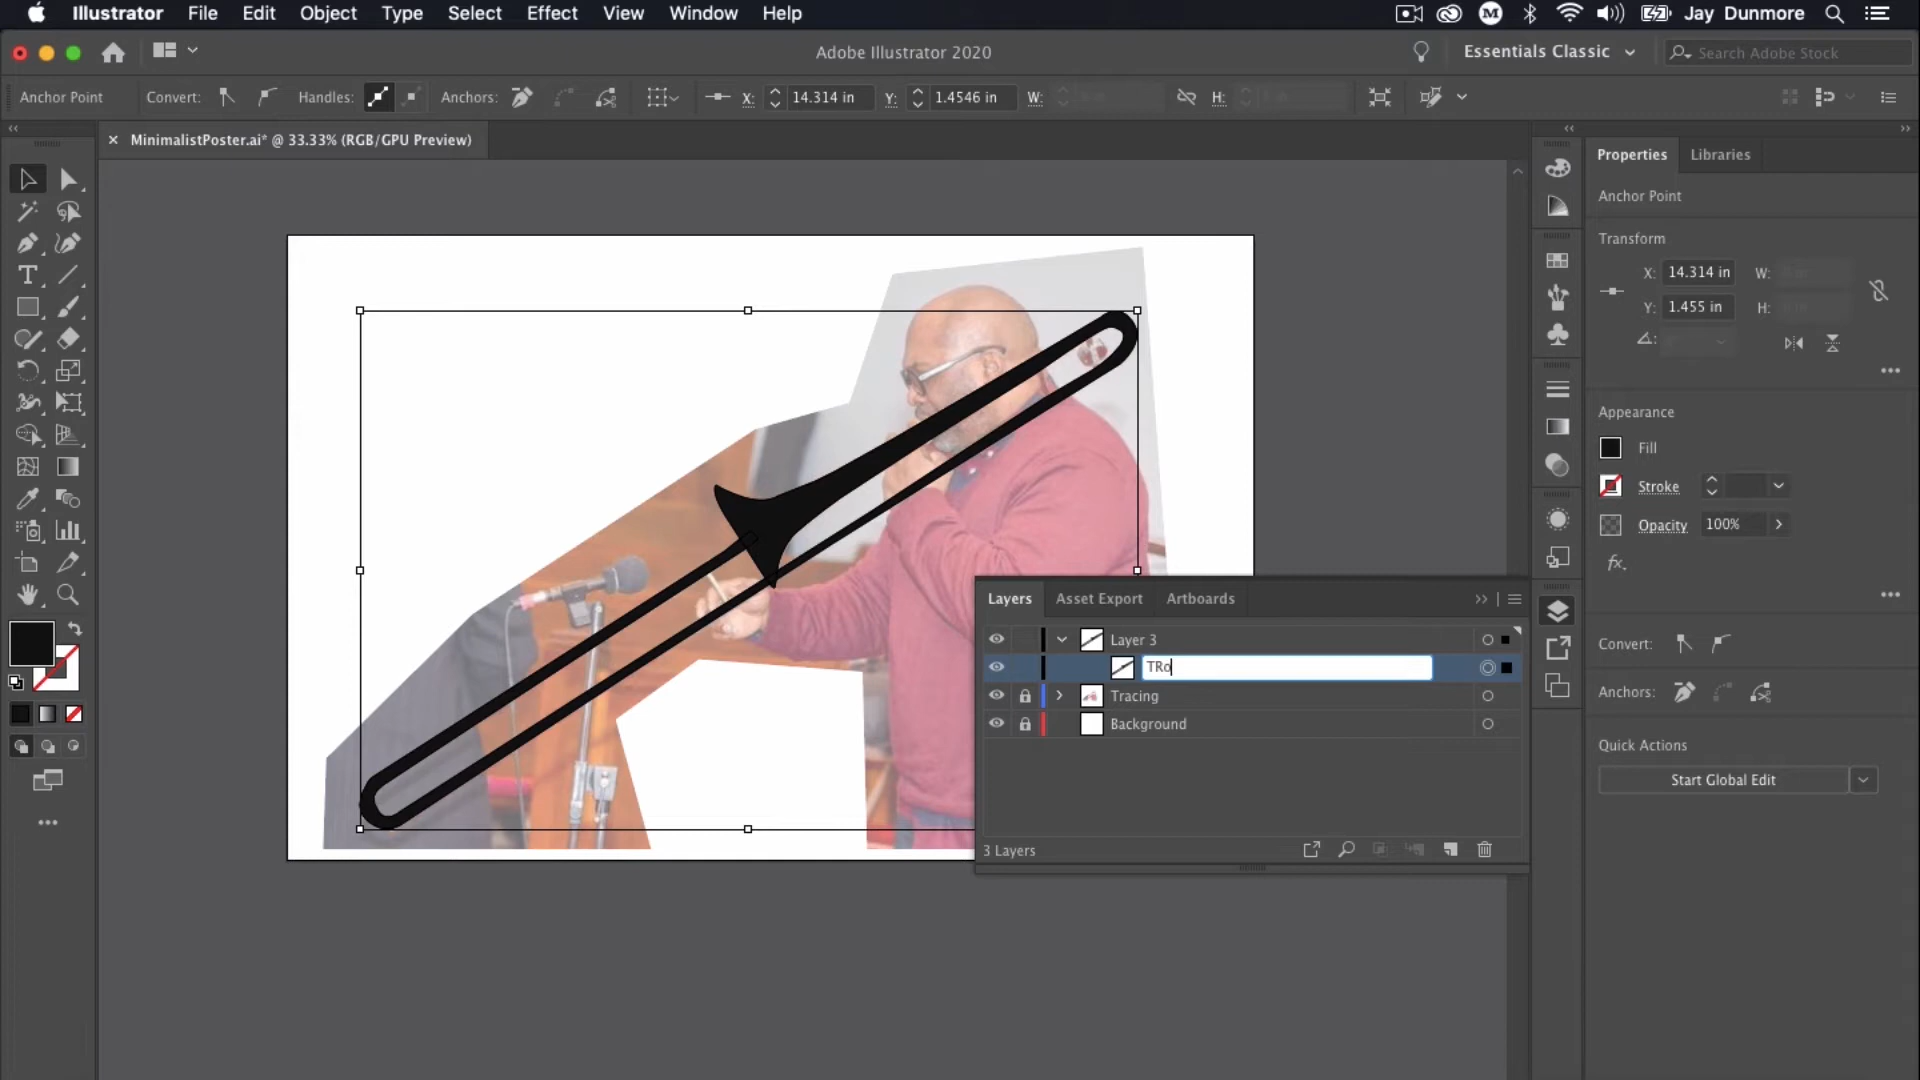 Illustrator File Edit Object Type Select Effect View Window Help
M Jay Dunmore
Adobe Illustrator 2020
Essentials Classic
Search Adobe Stock
Anchor Point Convert: Handles: Anchors: X: 14.314 in Y: 1.4546 in W: H:
MinimalistPoster.ai* @ 33.33% (RGB/GPU Preview)
Properties Libraries
Anchor Point
Transform
X: 14.314 in W:
Y: 1.455 in H:
Appearance
Fill
Stroke
Opacity 100%
fx.
Layers Asset Export Artboards
Layer 3
TRo
Tracing
Background
3 Layers
Convert:
Anchors:
Quick Actions
Start Global Edit